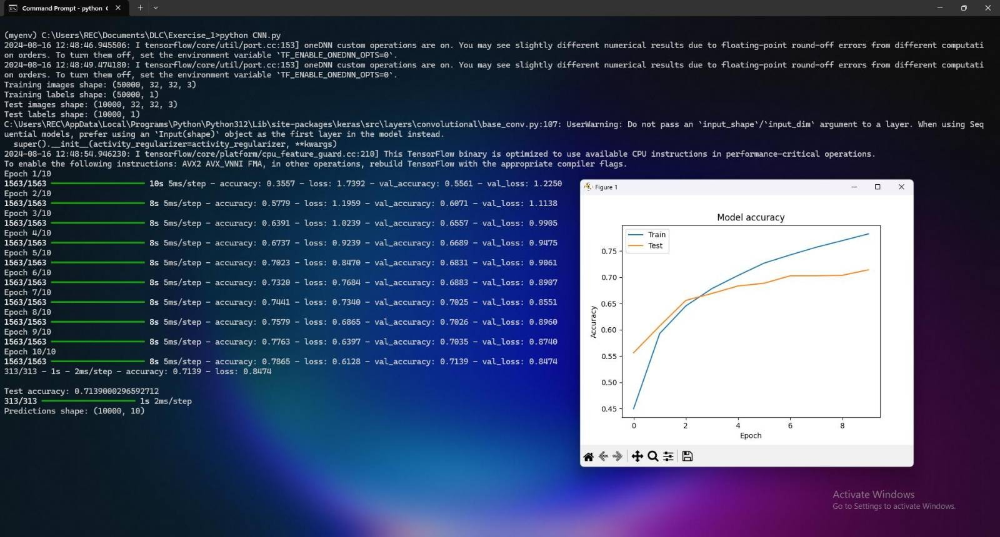 Command Prompt - python (
(myenv) C:\Users\REC\Documents\DLC\Exercise_1>python CNN.py
2024-08-16 12:48:46.945506: I tensorflow/core/util/port.cc:153] oneDNN custom operations are on. You may see slightly different numerical results due to floating-point round-off errors from different computati
on orders. To turn them off, set the environment variable `TF_ENABLE_ONEDNN_OPTS=0`.
2024-08-16 12:48:49.474180: I tensorflow/core/util/port.cc:153] oneDNN custom operations are on. You may see slightly different numerical results due to floating-point round-off errors from different computati
on orders. To turn them off, set the environment variable `TF_ENABLE_ONEDNN_OPTS=0`.
Training images shape: (50000, 32, 32, 3)
Training labels shape: (50000, 1)
Test images shape: (10000, 32, 32, 3)
Test labels shape: (10000, 1)
C:\Users\REC\AppData\Local\Programs\Python\Python312\Lib\site-packages\keras\src\layers\convolutional\base_conv.py:107: UserWarning: Do not pass an `input_shape`/`input_dim` argument to a layer. When using Seq
uential models, prefer using an `Input(shape)` object as the first layer in the model instead.
super().__init__(activity_regularizer=activity_regularizer, **kwargs)
2024-08-16 12:48:54.946230: I tensorflow/core/platform/cpu_feature_guard.cc:210] This TensorFlow binary is optimized to use available CPU instructions in performance-critical operations.
To enable the following instructions: AVX2 AVX_VNNI FMA, in other operations, rebuild TensorFlow with the appropriate compiler flags.
Epoch 1/10
1563/1563 10s 5ms/step - accuracy: 0.3557 - loss: 1.7392 - val_accuracy: 0.5561 - val_loss: 1.2250
Epoch 2/10
1563/1563 8s 5ms/step - accuracy: 0.5779 - loss: 1.1959 - val_accuracy: 0.6071 - val_loss: 1.1138
Epoch 3/10
1563/1563 8s 5ms/step - accuracy: 0.6391 - loss: 1.0239 - val_accuracy: 0.6557 - val_loss: 0.9905
Epoch 4/10
1563/1563 8s 5ms/step - accuracy: 0.6737 - loss: 0.9239 - val_accuracy: 0.6689 - val_loss: 0.9475
Epoch 5/10
1563/1563 8s 5ms/step - accuracy: 0.7023 - loss: 0.8470 - val_accuracy: 0.6831 - val_loss: 0.9061
Epoch 6/10
1563/1563 8s 5ms/step - accuracy: 0.7320 - loss: 0.7684 - val_accuracy: 0.6883 - val_loss: 0.8907
Epoch 7/10
1563/1563 8s 5ms/step - accuracy: 0.7441 - loss: 0.7340 - val_accuracy: 0.7025 - val_loss: 0.8551
Epoch 8/10
1563/1563 8s 5ms/step - accuracy: 0.7579 - loss: 0.6865 - val_accuracy: 0.7026 - val_loss: 0.8960
Epoch 9/10
1563/1563 8s 5ms/step - accuracy: 0.7763 - loss: 0.6397 - val_accuracy: 0.7035 - val_loss: 0.8740
Epoch 10/10
1563/1563 8s 5ms/step - accuracy: 0.7865 - loss: 0.6128 - val_accuracy: 0.7139 - val_loss: 0.8474
313/313 - 1s - 2ms/step - accuracy: 0.7139 - loss: 0.8474
Test accuracy: 0.7139000296592712
313/313 1s 2ms/step
Predictions shape: (10000, 10)
Figure 1
Model accuracy
Train
Test
0.75
0.70
0.65
0.60
0.55
0.50
0.45
Accuracy
0 2 4 6 8
Epoch
Activate Windows
Go to Settings to activate Windows.